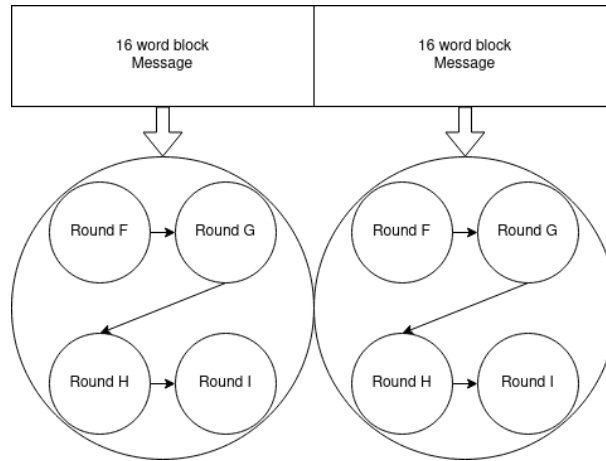 16 word block
Message
16 word block
Message
Round F
Round G
Round F
Round G
Round H
Round I
Round H
Round I